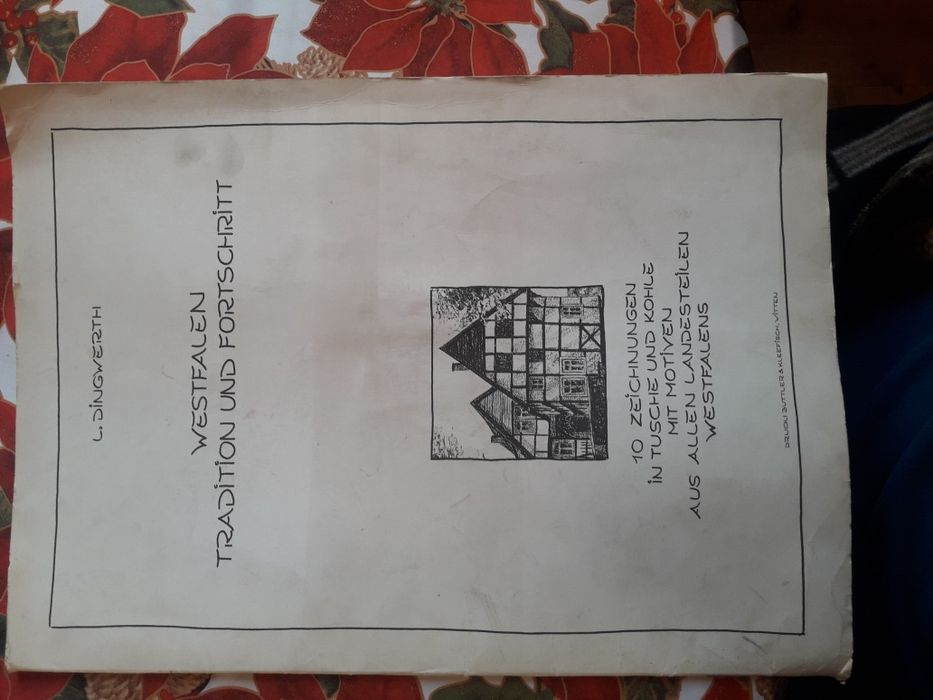 L. DINGWERTH
WESTFALEN
TRADITION UND FORTSCHRITT
10 ZEICHNUNGEN
IN TUSCHE UND KOHLE
MIT MOTIVEN
AUS ALLEN LANDESTEILEN
WESTFALENS
DRUCK: BUTTLER & KLEEFISCH, WITTEN